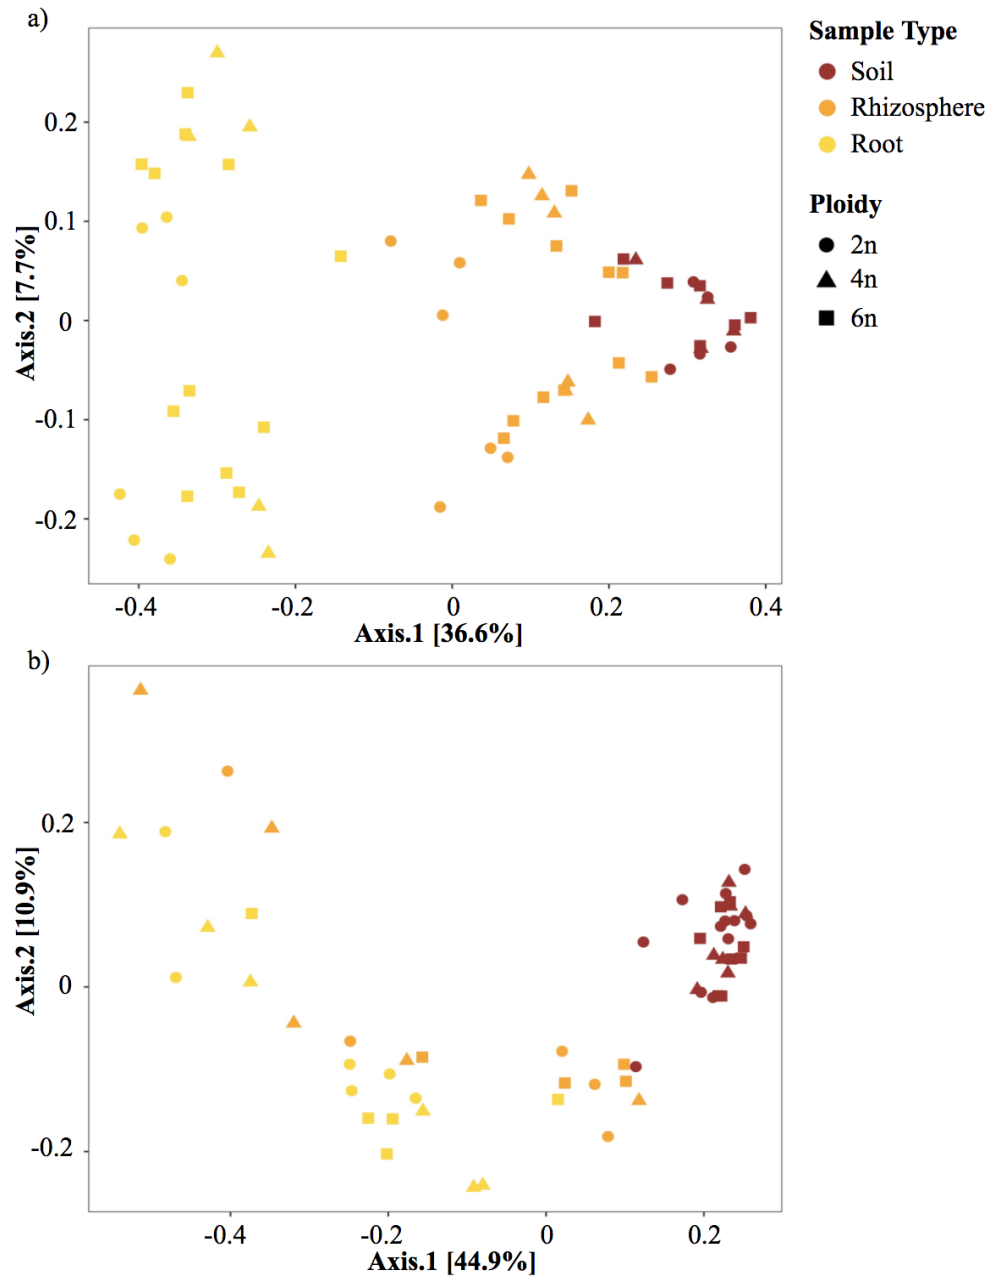 a)
Sample Type
Soil
Rhizosphere
Root
Ploidy
2n
4n
6n
Axis.2 [7.7%]
0.2
0.1
0
-0.1
-0.2
-0.4
-0.2
0
0.2
0.4
Axis.1 [36.6%]
b)
Axis.2 [10.9%]
0.2
0
-0.2
-0.4
-0.2
0
0.2
Axis.1 [44.9%]